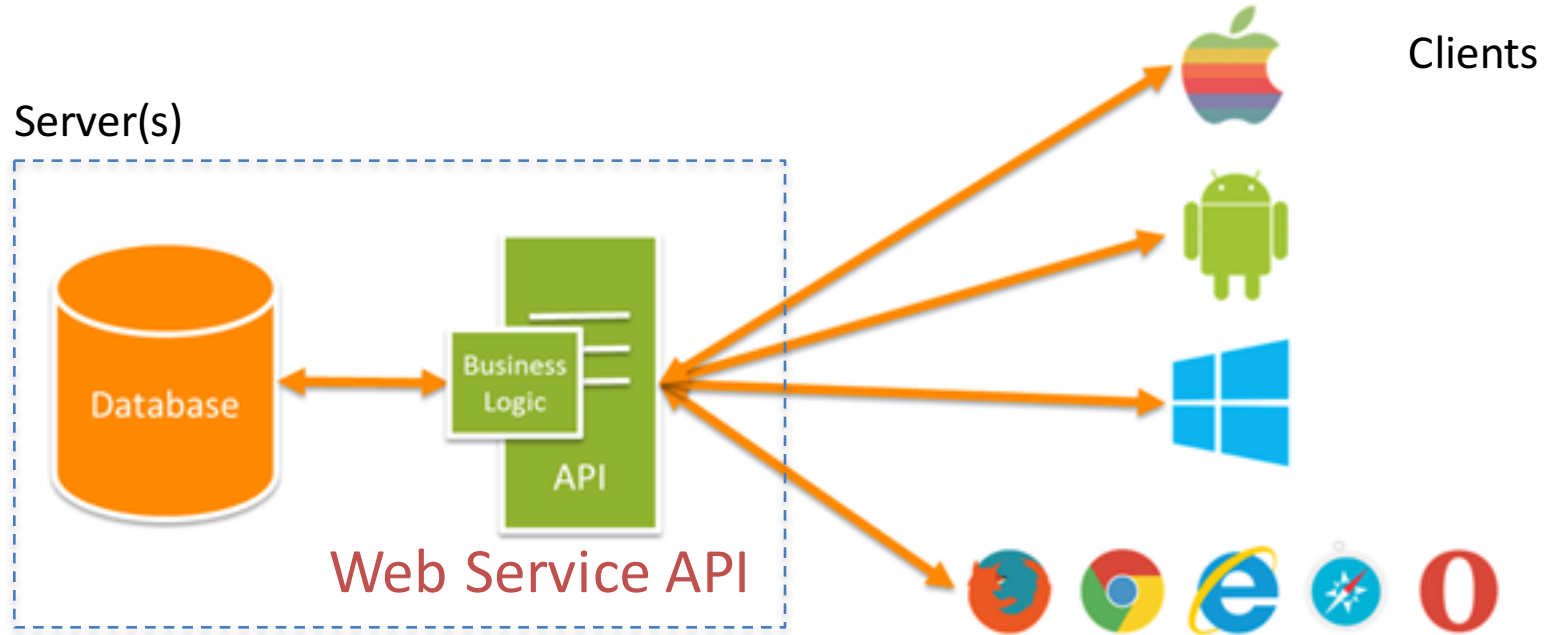 Clients
Server(s)
Database
Business
Logic
API
Web Service API